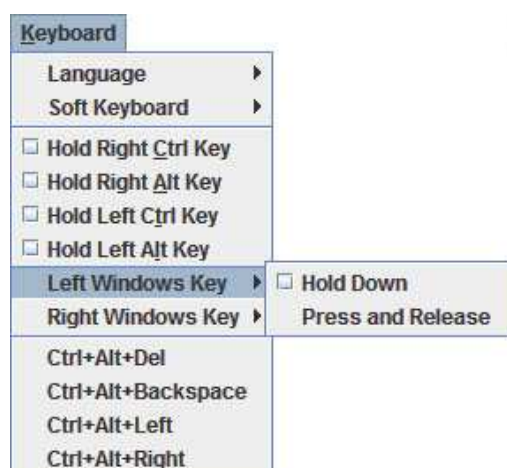 Keyboard
Language
Soft Keyboard
Hold Right Ctrl Key
Hold Right Alt Key
Hold Left Ctrl Key
Hold Left Alt Key
Left Windows Key
Hold Down
Right Windows Key
Press and Release
Ctrl+Alt+Del
Ctrl+Alt+Backspace
Ctrl+Alt+Left
Ctrl+Alt+Right